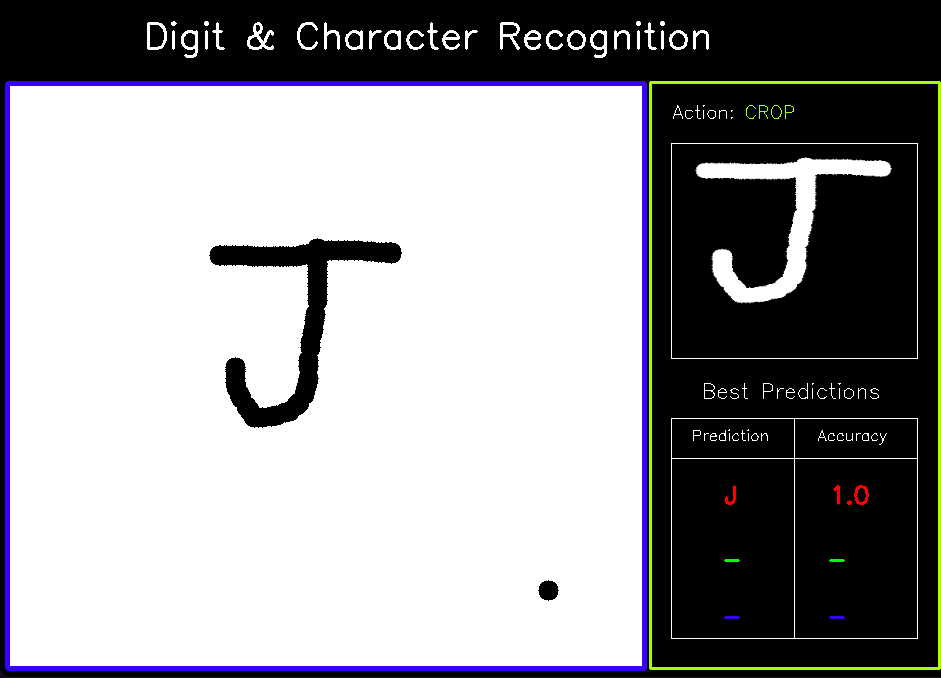 Digit & Character Recognition
Action: CROP
J
J
Best Predictions
Prediction Accuracy
J 1.0
- -
- -